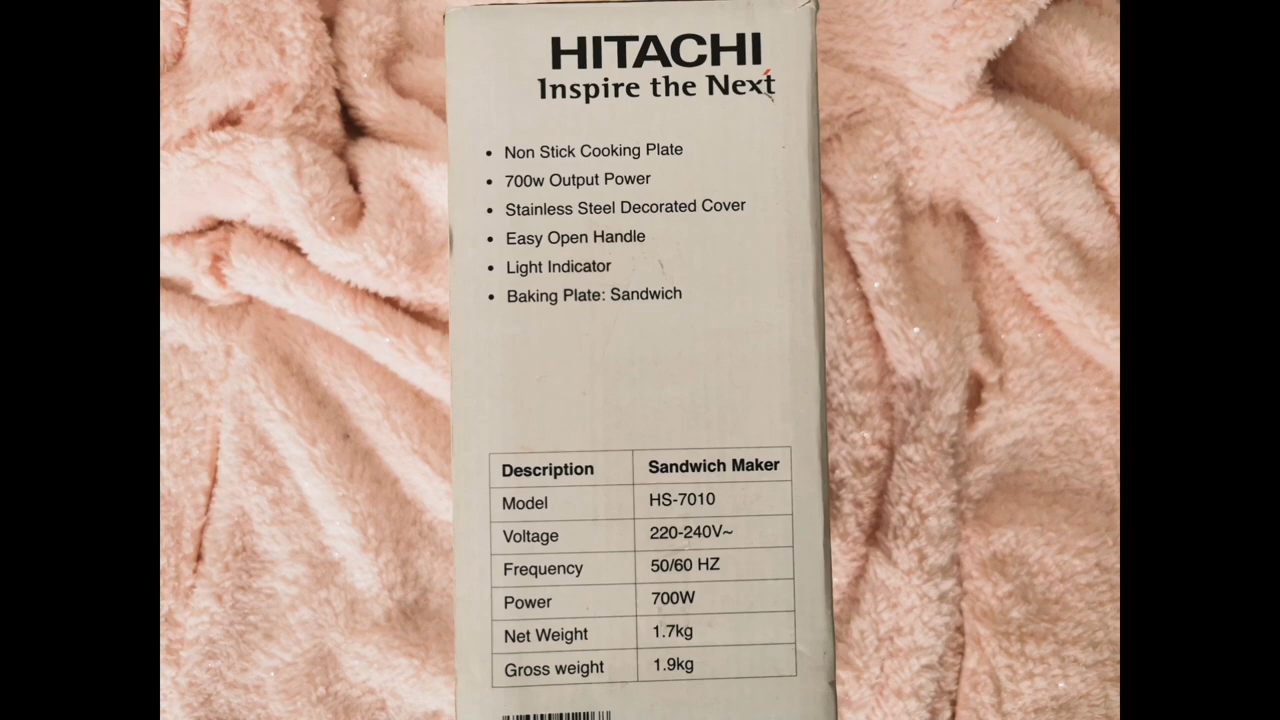 HITACHI
Inspire the Next
• Non Stick Cooking Plate
• 700w Output Power
• Stainless Steel Decorated Cover
• Easy Open Handle
• Light Indicator
• Baking Plate: Sandwich
Description Sandwich Maker
Model HS-7010
Voltage 220-240V~
Frequency 50/60 HZ
Power 700W
Net Weight 1.7kg
Gross weight 1.9kg